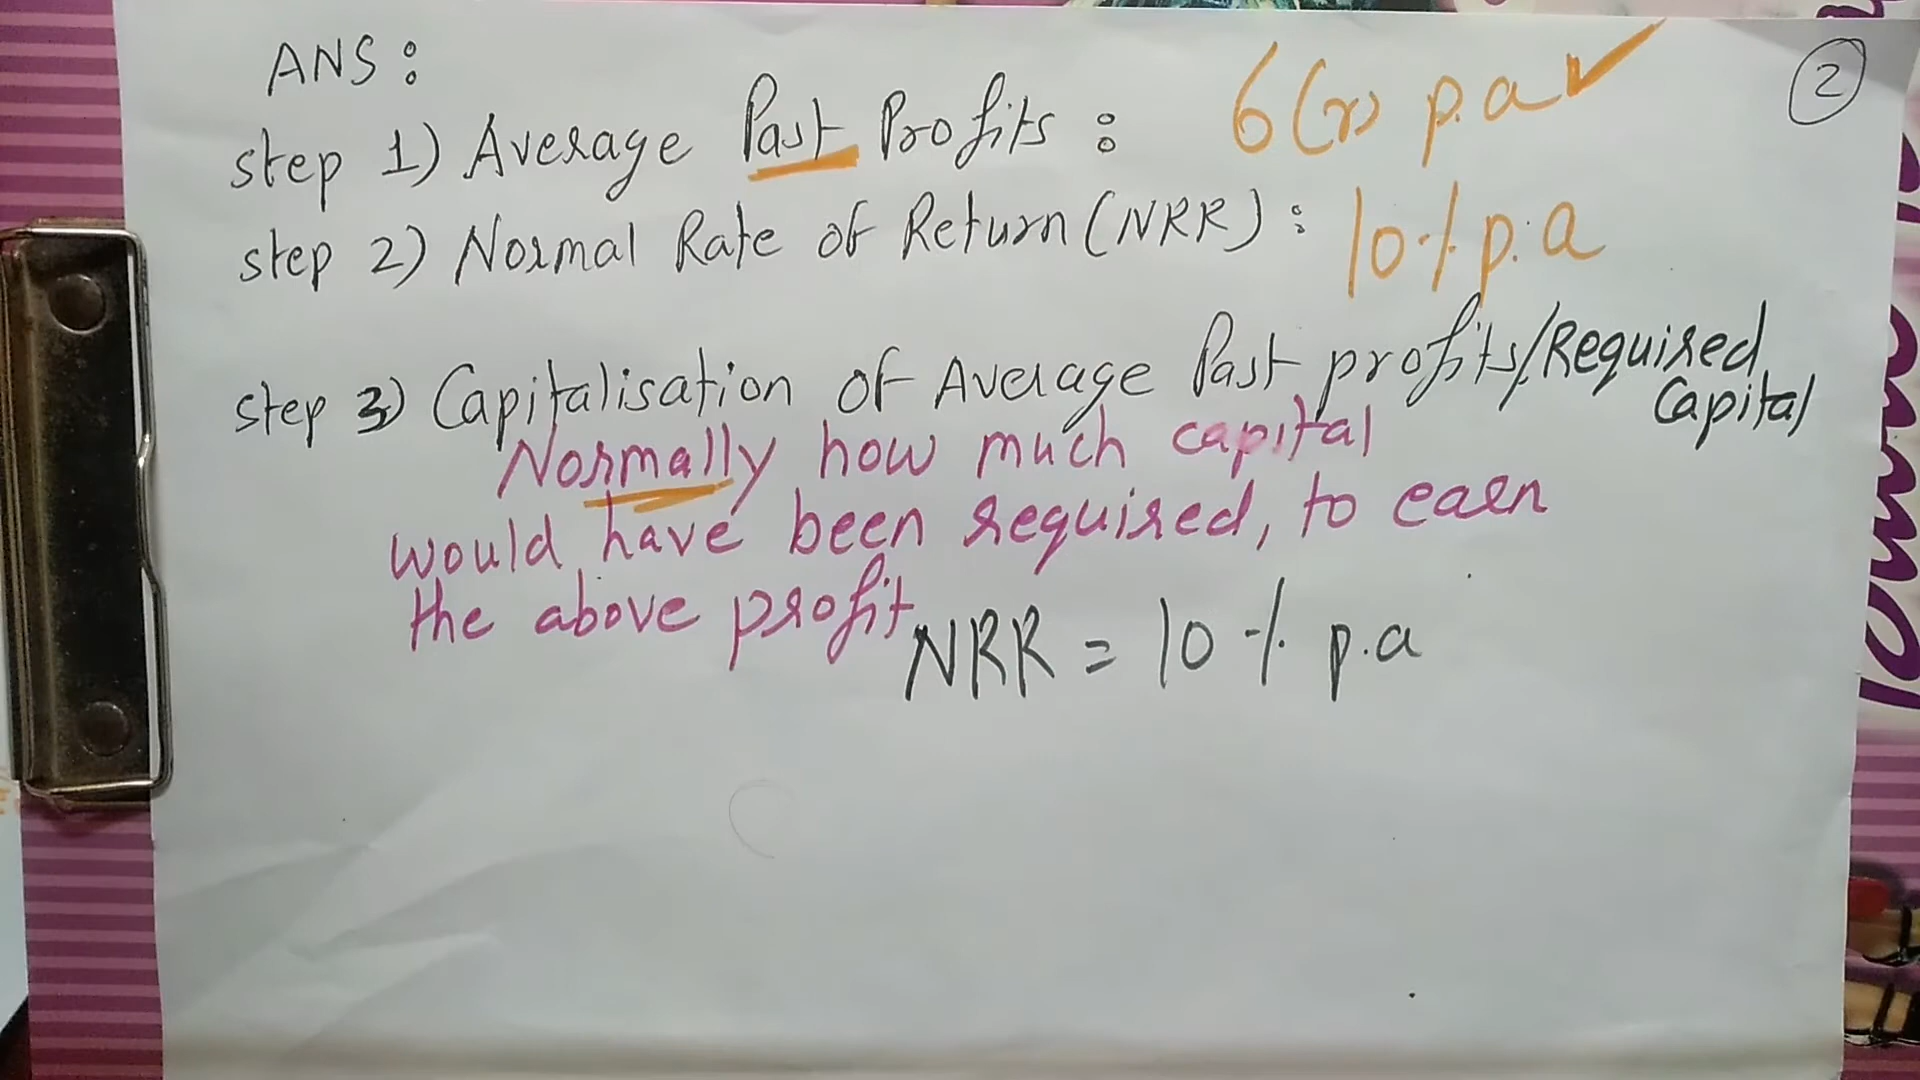 ANS :
②
step 1) Average Past Profits : 6 (r) p.a ✓
step 2) Normal Rate of Return (NRR) : 10% p.a
step 3) Capitalisation of Average Past profits/Required
Capital
Normally how much capital
would have been required, to earn
the above profit
NRR = 10% p.a